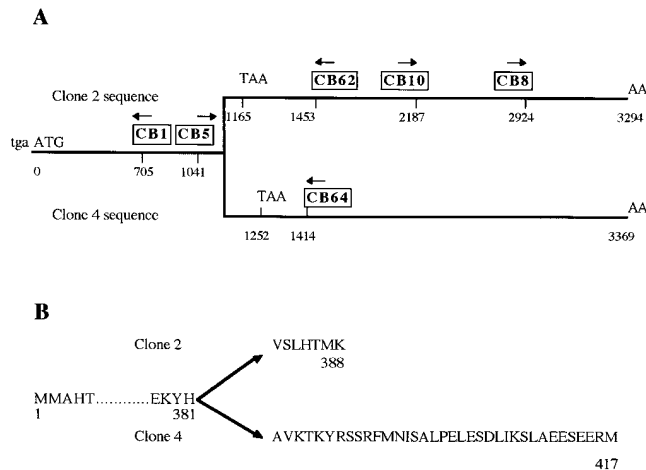 A
TAA CB62 CB10 CB8 AA
Clone 2 sequence
1165 1453 2187 2924 3294
tga ATG CB1 CB5
0 705 1041
TAA CB64 AA
Clone 4 sequence
1252 1414 3369
B
Clone 2 VSLHTMK
388
MMAHT............EKYH
1 381
Clone 4 AVKTKYRSSRFMNISALPELESDLIKSLAEESEERM
417